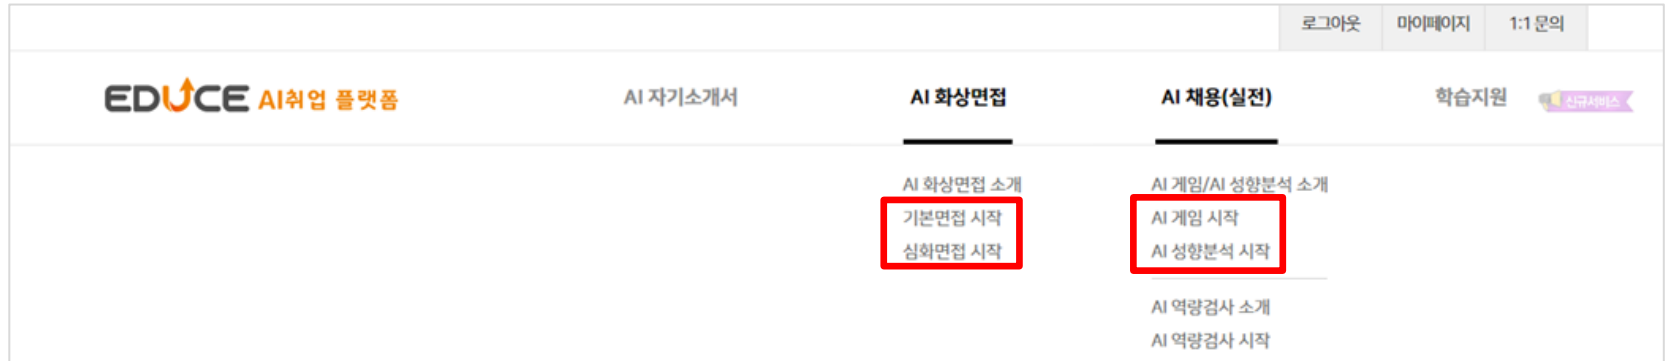 로그아웃 마이페이지 1:1 문의
EDUCE AI취업 플랫폼 AI 자기소개서 AI 화상면접 AI 채용(실전) 학습지원 신규서비스
AI 화상면접 소개 AI 게임/AI 성향분석 소개
기본면접 시작 AI 게임 시작
심화면접 시작 AI 성향분석 시작
AI 역량검사 소개
AI 역량검사 시작